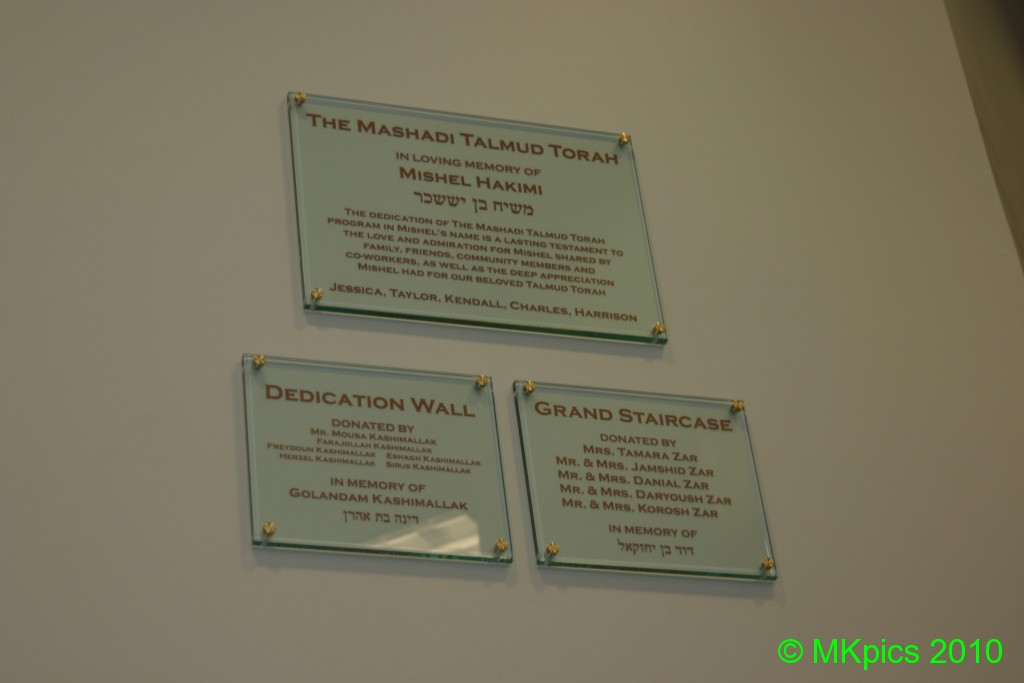 THE MASHADI TALMUD TORAH
IN LOVING MEMORY OF
MISHEL HAKIMI
משיח בן יששכר
THE DEDICATION OF THE MASHADI TALMUD TORAH
PROGRAM IN MISHEL'S NAME IS A LASTING TESTAMENT TO
THE LOVE AND ADMIRATION FOR MISHEL SHARED BY
FAMILY, FRIENDS, COMMUNITY MEMBERS AND
CO-WORKERS, AS WELL AS THE DEEP APPRECIATION
MISHEL HAD FOR OUR BELOVED TALMUD TORAH
JESSICA, TAYLOR, KENDALL, CHARLES, HARRISON
DEDICATION WALL
DONATED BY
MR. MOUSA KASHIMALLAK
FARAJOLLAH KASHIMALLAK
FREYDOUN KASHIMALLAK ESHAGH KASHIMALLAK
HERZEL KASHIMALLAK SIRUS KASHIMALLAK
IN MEMORY OF
GOLANDAM KASHIMALLAK
דינה בת אהרן
GRAND STAIRCASE
DONATED BY
MRS. TAMARA ZAR
MR. & MRS. JAMSHID ZAR
MR. & MRS. DANIAL ZAR
MR. & MRS. DARYOUSH ZAR
MR. & MRS. KOROSH ZAR
IN MEMORY OF
דוד בן יחזקאל
© MKpics 2010